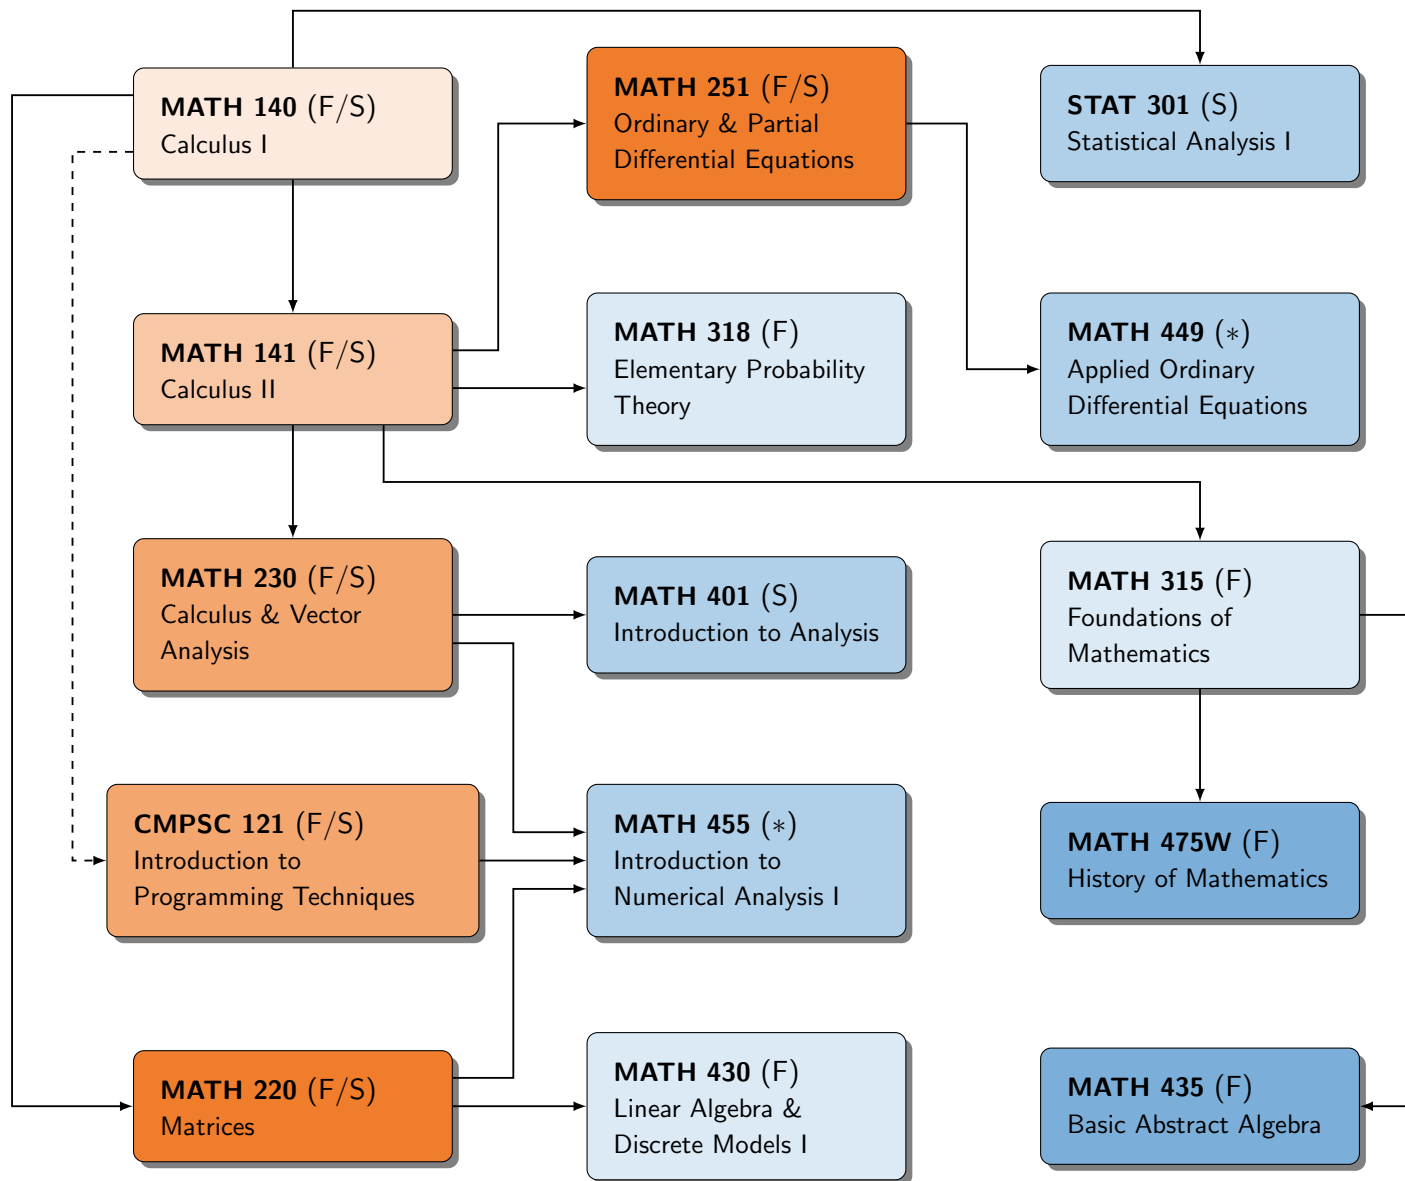 MATH 140 (F/S)
Calculus I
MATH 251 (F/S)
Ordinary & Partial
Differential Equations
STAT 301 (S)
Statistical Analysis I
MATH 141 (F/S)
Calculus II
MATH 318 (F)
Elementary Probability
Theory
MATH 449 (∗)
Applied Ordinary
Differential Equations
MATH 230 (F/S)
Calculus & Vector
Analysis
MATH 401 (S)
Introduction to Analysis
MATH 315 (F)
Foundations of
Mathematics
CMPSC 121 (F/S)
Introduction to
Programming Techniques
MATH 455 (∗)
Introduction to
Numerical Analysis I
MATH 475W (F)
History of Mathematics
MATH 220 (F/S)
Matrices
MATH 430 (F)
Linear Algebra &
Discrete Models I
MATH 435 (F)
Basic Abstract Algebra